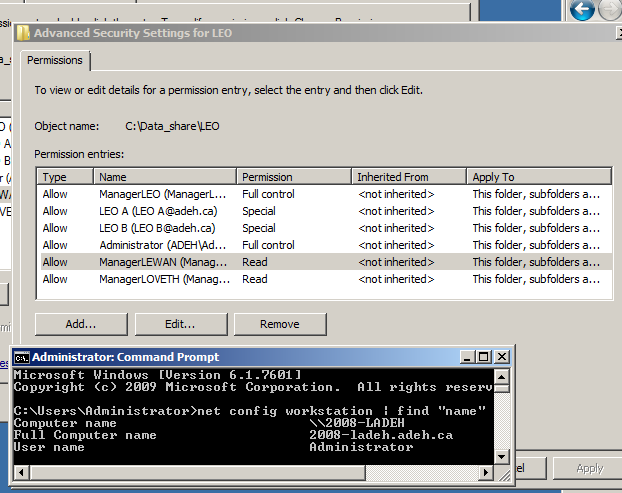 Advanced Security Settings for LEO
Permissions
To view or edit details for a permission entry, select the entry and then click Edit.
Object name: C:\Data_share\LEO
Permission entries:
Type Name Permission Inherited From Apply To
Allow ManagerLEO (ManagerL... Full control <not inherited> This folder, subfolders a...
Allow LEO A (LEO A@adeh.ca) Special <not inherited> This folder, subfolders a...
Allow LEO B (LEO B@adeh.ca) Special <not inherited> This folder, subfolders a...
Allow Administrator (ADEH\Ad... Full control <not inherited> This folder, subfolders a...
Allow ManagerLEWAN (Manag... Read <not inherited> This folder, subfolders a...
Allow ManagerLOVETH (Manag... Read <not inherited> This folder, subfolders a...
Add... Edit... Remove
Administrator: Command Prompt
Microsoft Windows [Version 6.1.7601]
Copyright (c) 2009 Microsoft Corporation. All rights reserv
C:\Users\Administrator>net config workstation | find "name"
Computer name \\2008-LADEH
Full Computer name 2008-ladeh.adeh.ca
User name Administrator
Apply